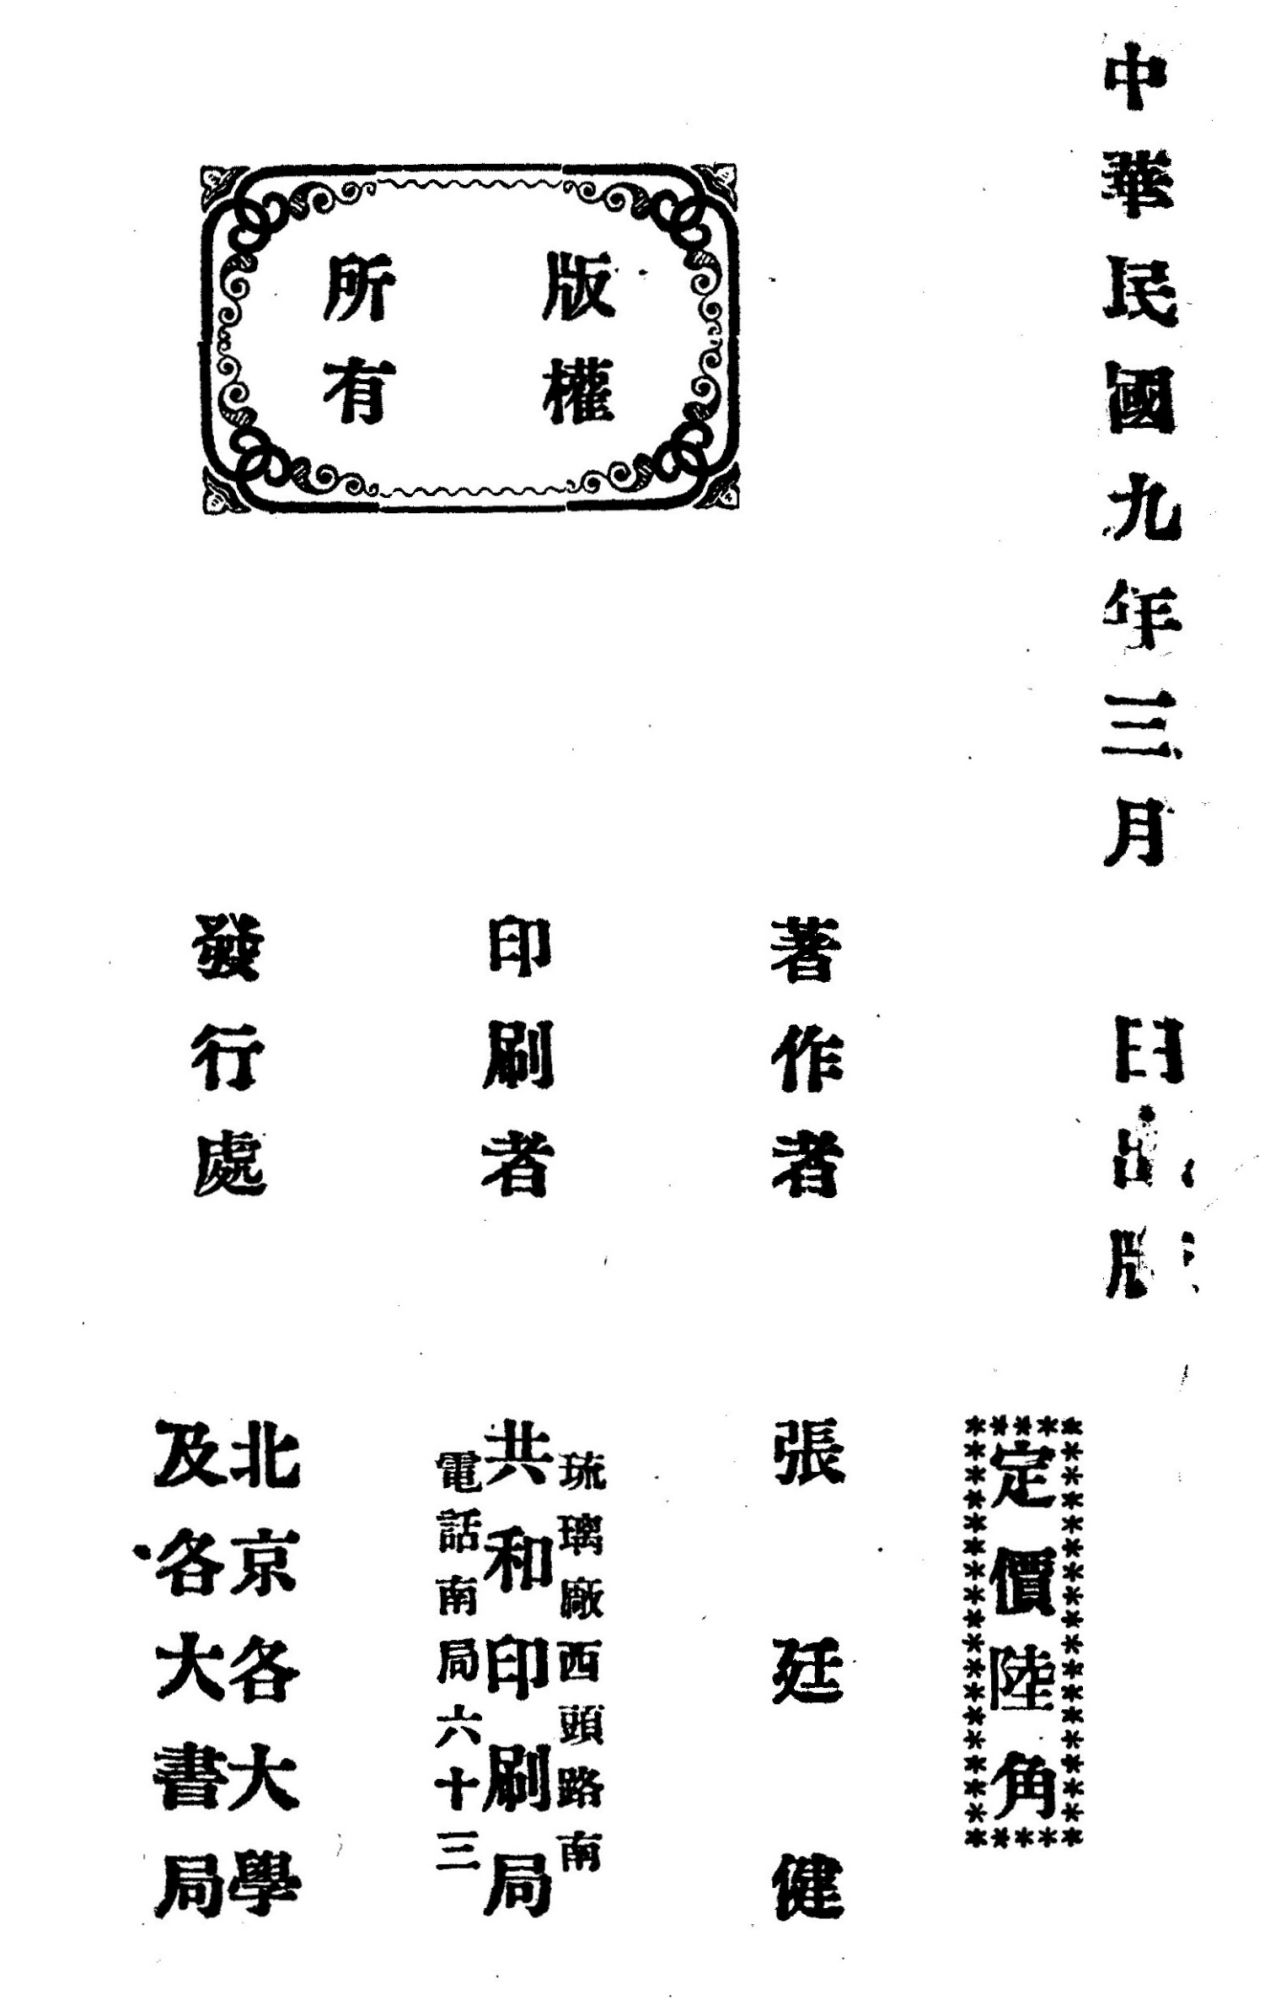 中華民國九年三月　日出版
定價陸角
著作者　張廷健
印刷者
琉璃廠西頭路南
共和印刷局
電話南局六十三
發行處
北京各大學
及各大書局
版權
所有